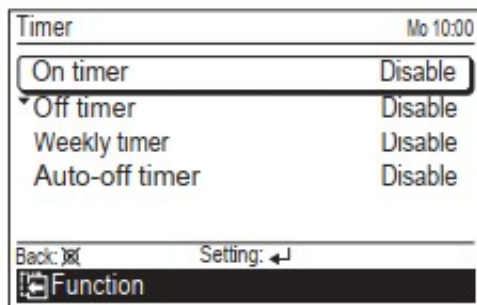 Timer Mo 10:00
On timer Disable
Off timer Disable
Weekly timer Disable
Auto-off timer Disable
Back: Setting:
Function